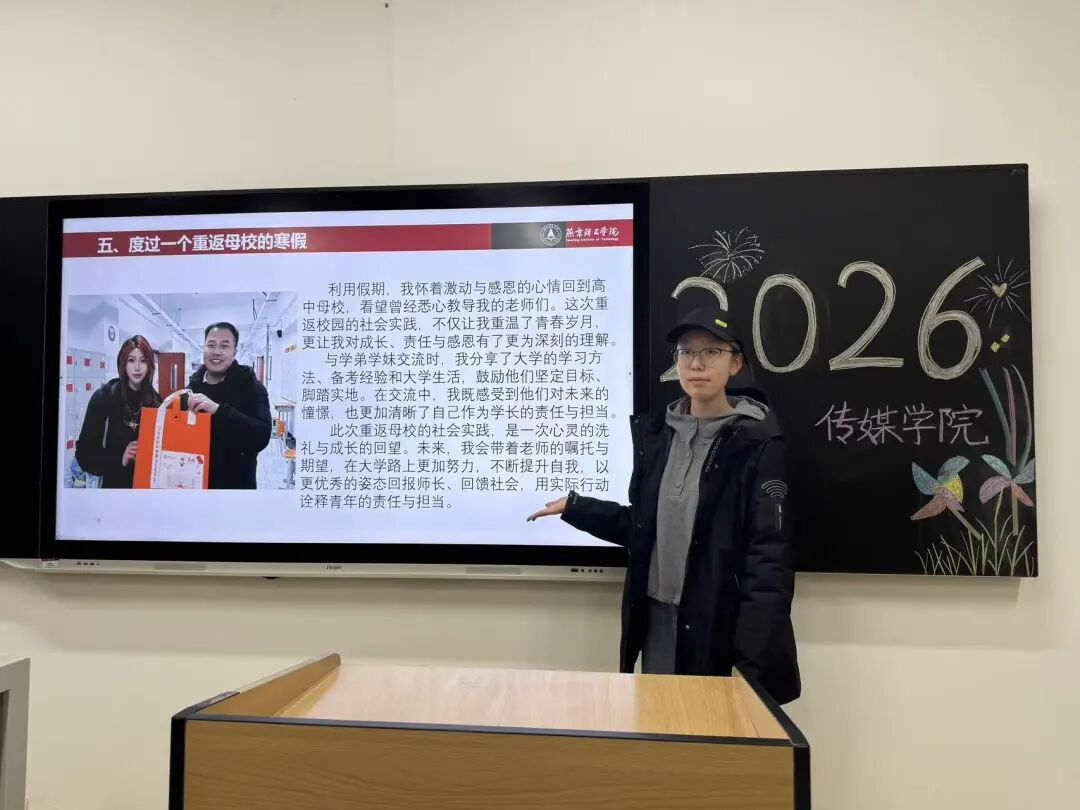 五、度过一个重返母校的寒假
燕京理工学院
Yanching Institute of Technology
利用假期，我怀着激动与感恩的心情回到高
中母校，看望曾经悉心教导我的老师们。这次重
返校园的社会实践，不仅让我重温了青春岁月，
更让我对成长、责任与感恩有了更为深刻的理解。
与学弟学妹交流时，我分享了大学的学习方
法、备考经验和大学生活，鼓励他们坚定目标、
脚踏实地。在交流中，我既感受到他们对未来的
憧憬，也更加清晰了自己作为学长的责任与担当。
此次重返母校的社会实践，是一次心灵的洗
礼与成长的回望。未来，我会带着老师的嘱托与
期望，在大学路上更加努力，不断提升自我，以
更优秀的姿态回报师长、回馈社会，用实际行动
诠释青年的责任与担当。
2026
传媒学院
Ruijie